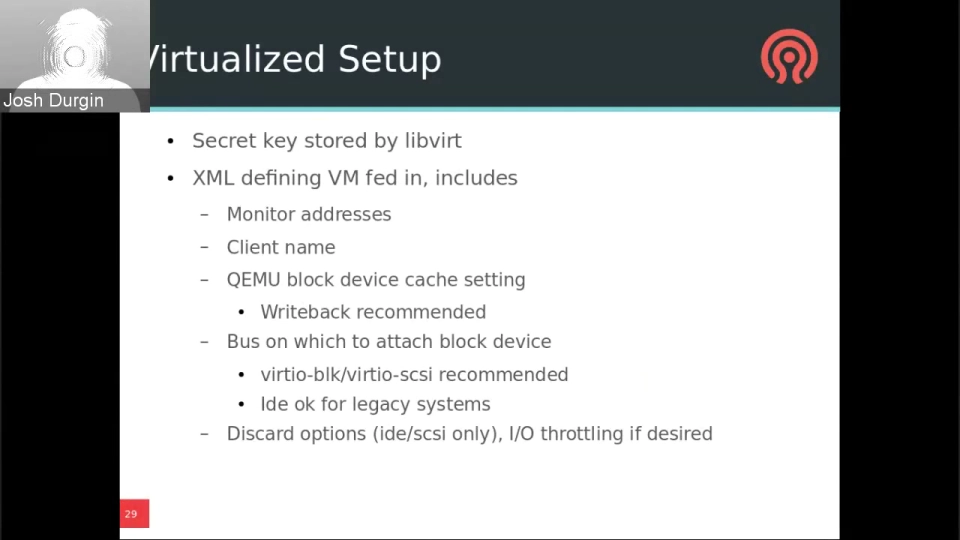 Virtualized Setup
Josh Durgin
• Secret key stored by libvirt
• XML defining VM fed in, includes
– Monitor addresses
– Client name
– QEMU block device cache setting
• Writeback recommended
– Bus on which to attach block device
• virtio-blk/virtio-scsi recommended
• Ide ok for legacy systems
– Discard options (ide/scsi only), I/O throttling if desired
29